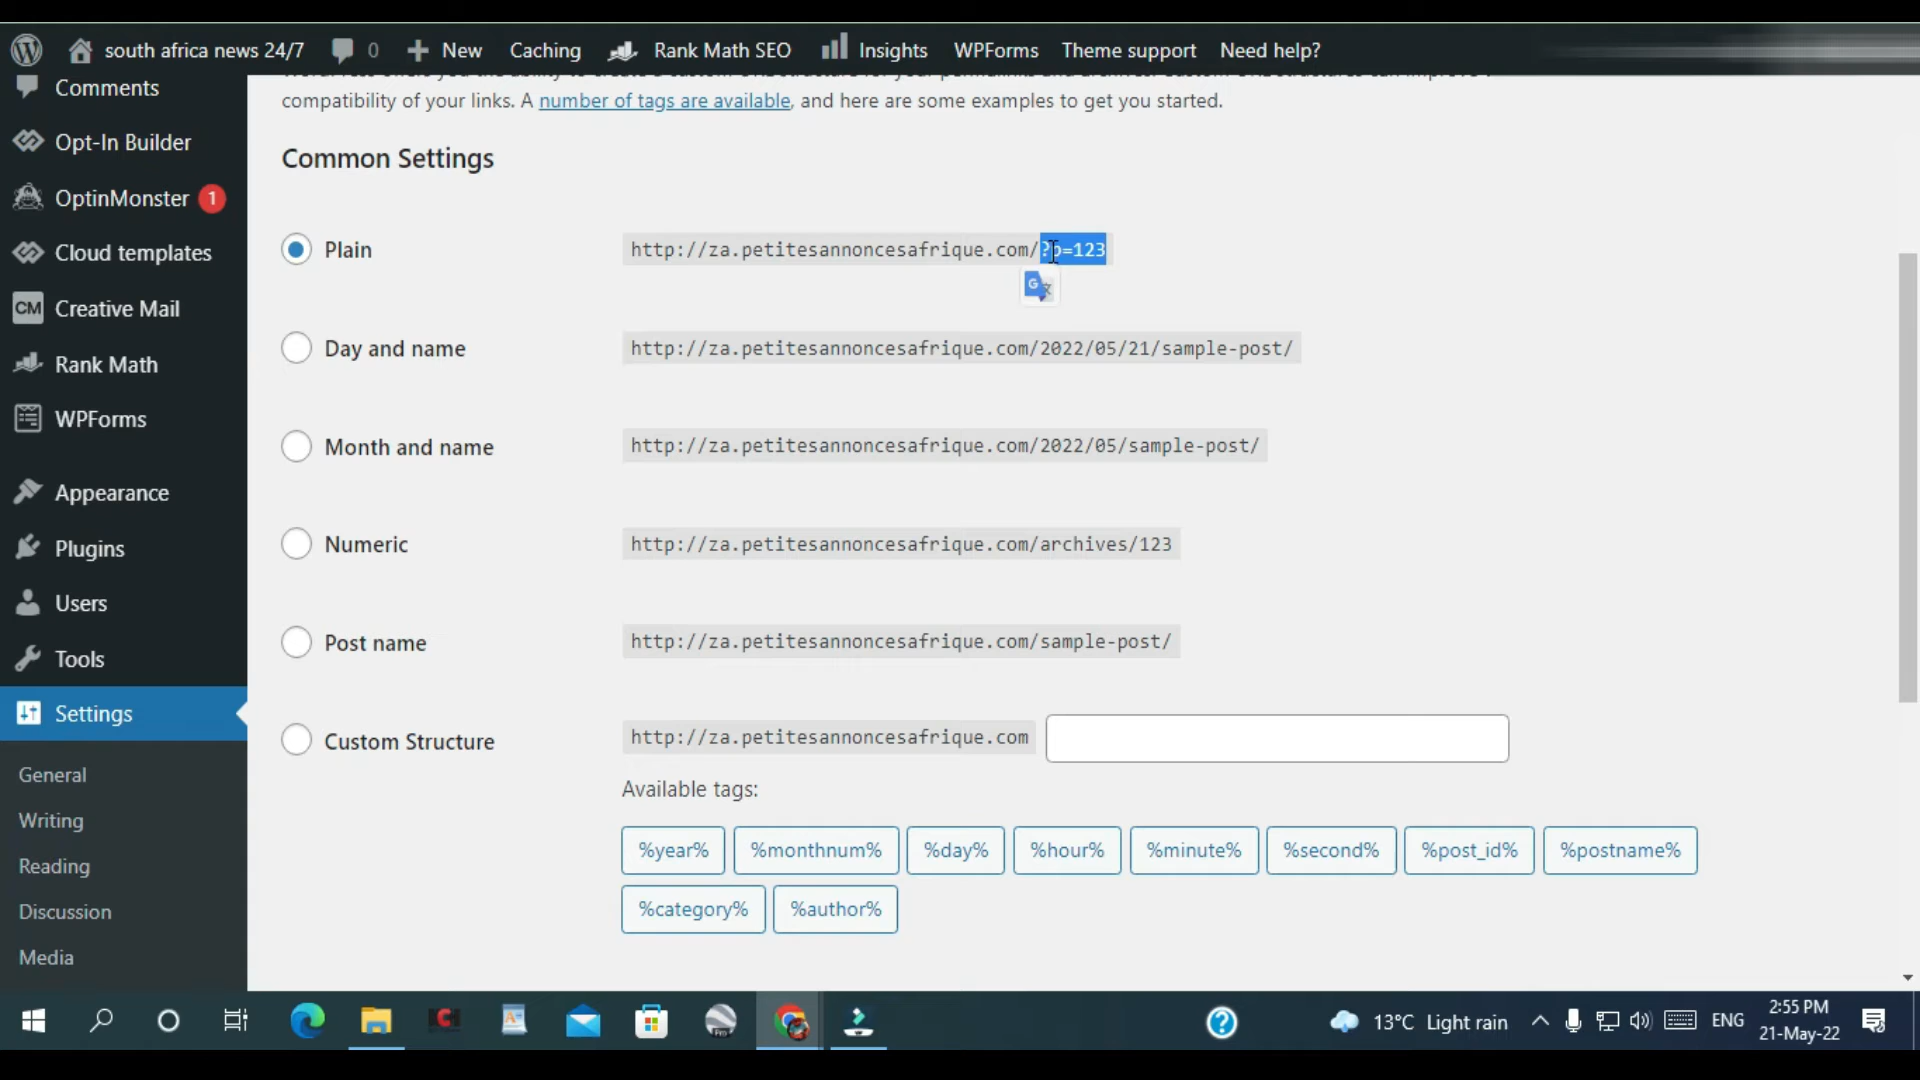 south africa news 24/7
0
New
Caching
Rank Math SEO
Insights
WPForms
Theme support
Need help?
Comments
Opt-In Builder
OptinMonster 1
Cloud templates
CM Creative Mail
Rank Math
WPForms
Appearance
Plugins
Users
Tools
Settings
General
Writing
Reading
Discussion
Media
compatibility of your links. A number of tags are available, and here are some examples to get you started.
Common Settings
Plain
http://za.petitesannoncesafrique.com/?p=123
Day and name
http://za.petitesannoncesafrique.com/2022/05/21/sample-post/
Month and name
http://za.petitesannoncesafrique.com/2022/05/sample-post/
Numeric
http://za.petitesannoncesafrique.com/archives/123
Post name
http://za.petitesannoncesafrique.com/sample-post/
Custom Structure
http://za.petitesannoncesafrique.com
Available tags:
%year% %monthnum% %day% %hour% %minute% %second% %post_id% %postname%
%category% %author%
13°C Light rain
ENG
2:55 PM
21-May-22